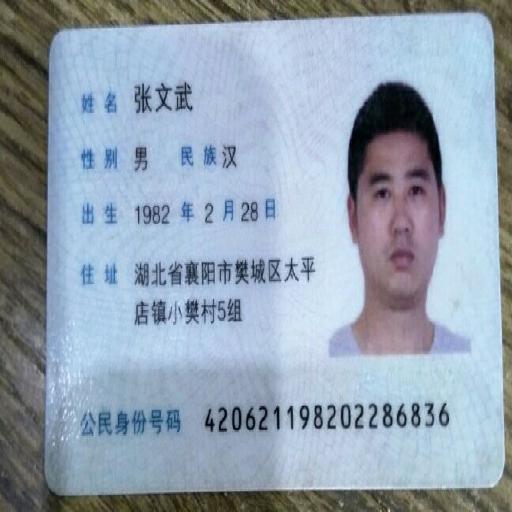 姓名 张文武
性别 男 民族 汉
出生 1982 年 2 月 28 日
住址 湖北省襄阳市樊城区太平
店镇小樊村5组
公民身份号码 420621198202286836